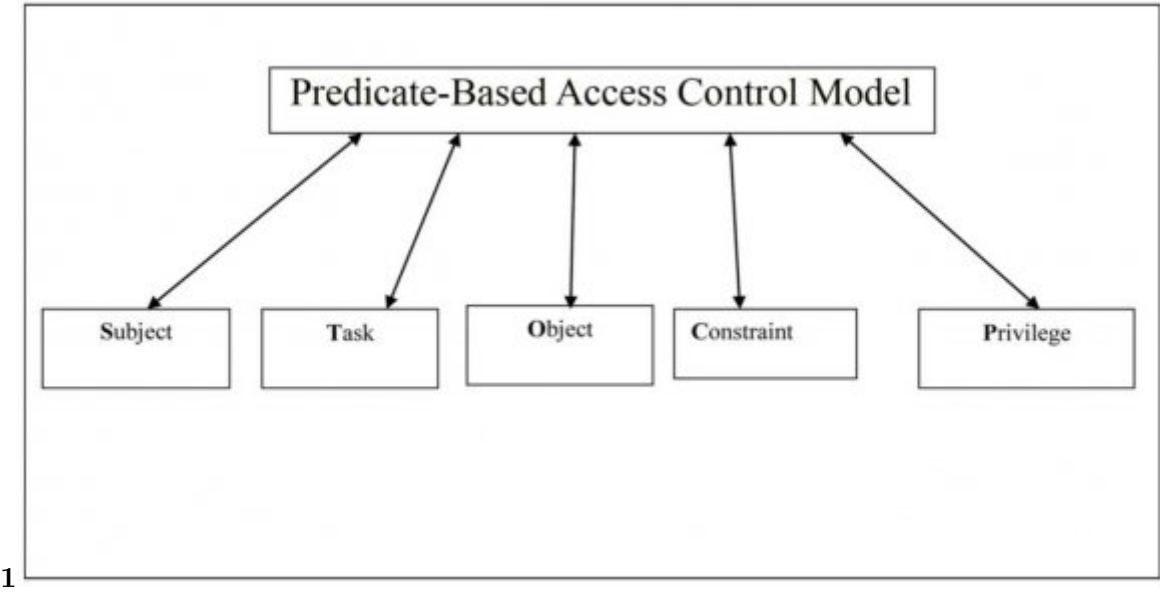 Predicate-Based Access Control Model
Subject
Task
Object
Constraint
Privilege
1